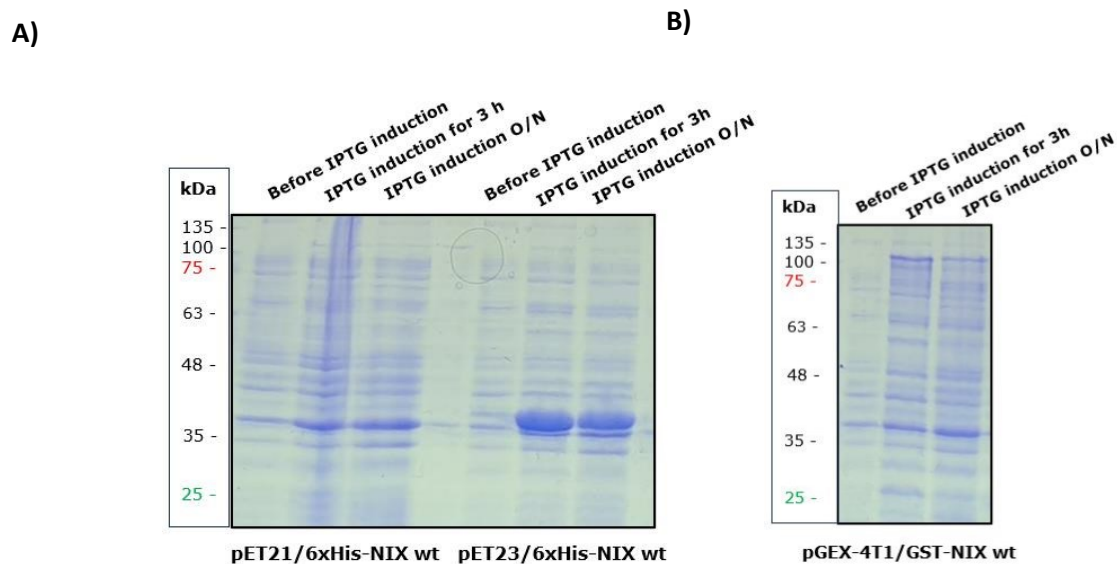 A)
B)
Before IPTG induction
IPTG induction for 3 h
IPTG induction O/N
Before IPTG induction
IPTG induction for 3h
IPTG induction O/N
kDa
135 -
100 -
75 -
63 -
48 -
35 -
25 -
pET21/6xHis-NIX wt
pET23/6xHis-NIX wt
Before IPTG induction
IPTG induction for 3h
IPTG induction O/N
kDa
135 -
100 -
75 -
63 -
48 -
35 -
25 -
pGEX-4T1/GST-NIX wt